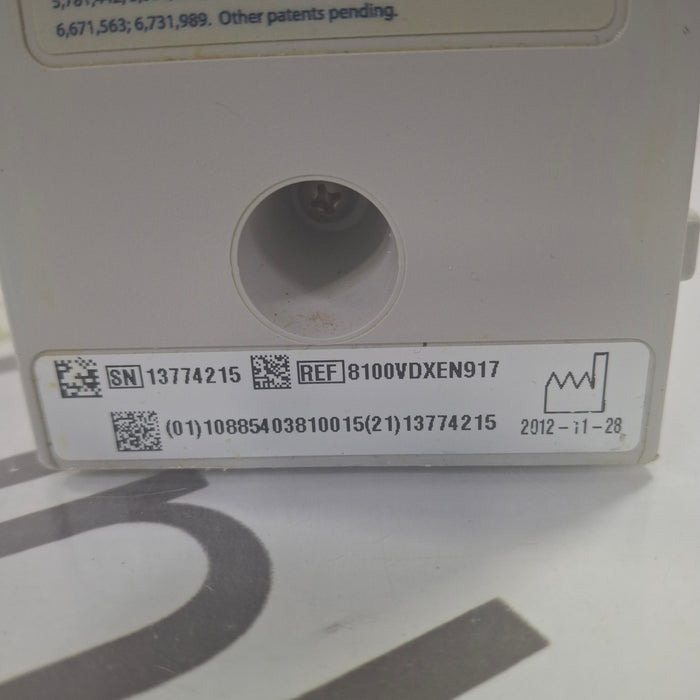 6,671,563; 6,731,989. Other patents pending.
SN 13774215 REF 8100VDXEN917
(01)10885403810015(21)13774215 2012-11-28